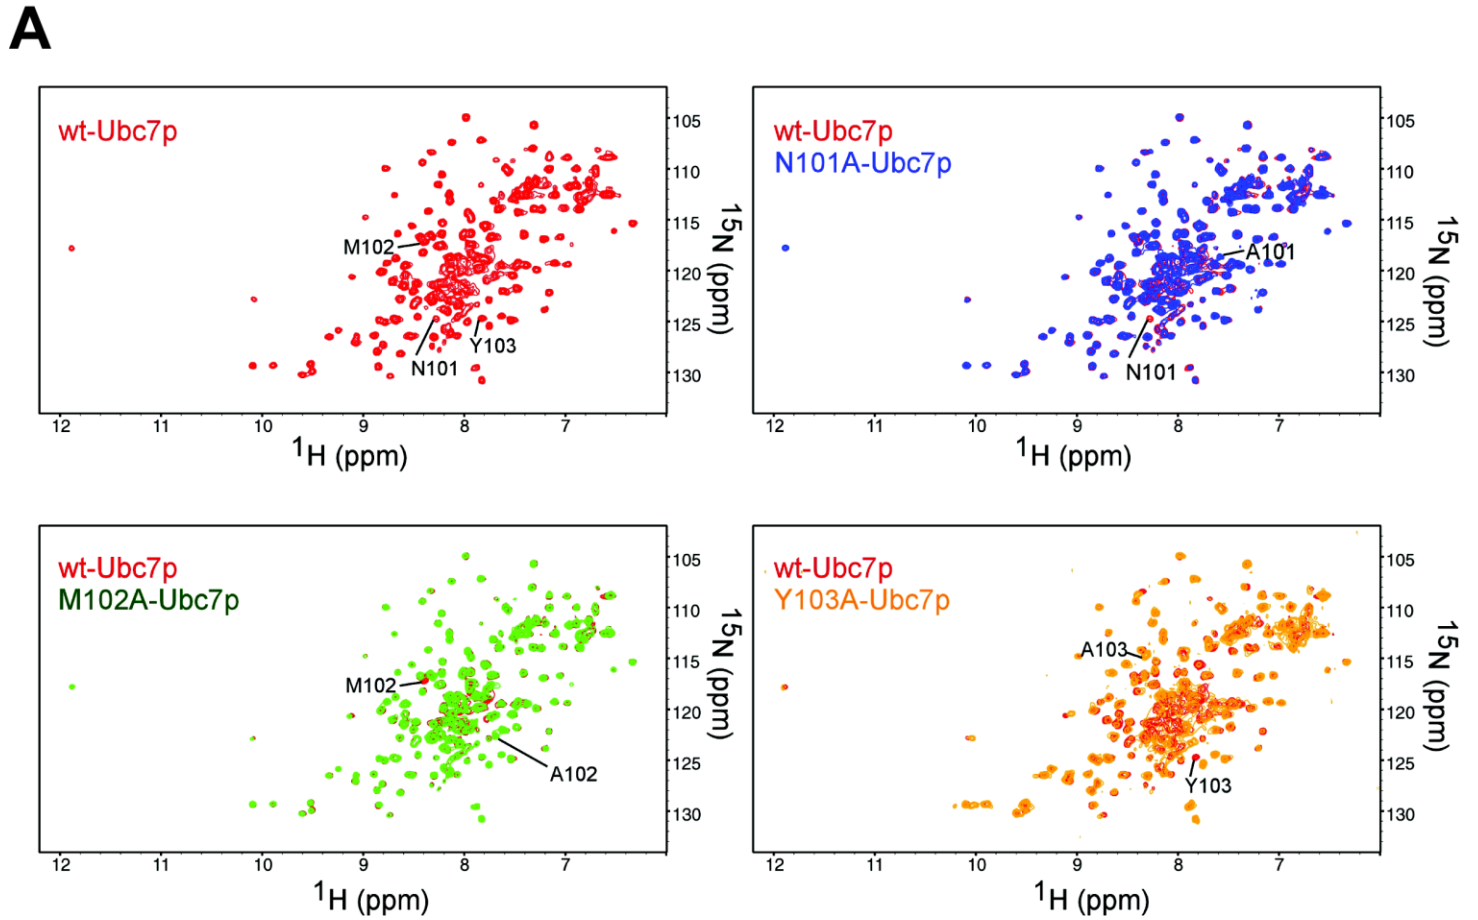 A
wt-Ubc7p
M102
N101
Y103
105
110
115
120
125
130
15N (ppm)
12 11 10 9 8 7
1H (ppm)
wt-Ubc7p
N101A-Ubc7p
A101
N101
105
110
115
120
125
130
15N (ppm)
12 11 10 9 8 7
1H (ppm)
wt-Ubc7p
M102A-Ubc7p
M102
A102
105
110
115
120
125
130
15N (ppm)
12 11 10 9 8 7
1H (ppm)
wt-Ubc7p
Y103A-Ubc7p
A103
Y103
105
110
115
120
125
130
15N (ppm)
12 11 10 9 8 7
1H (ppm)